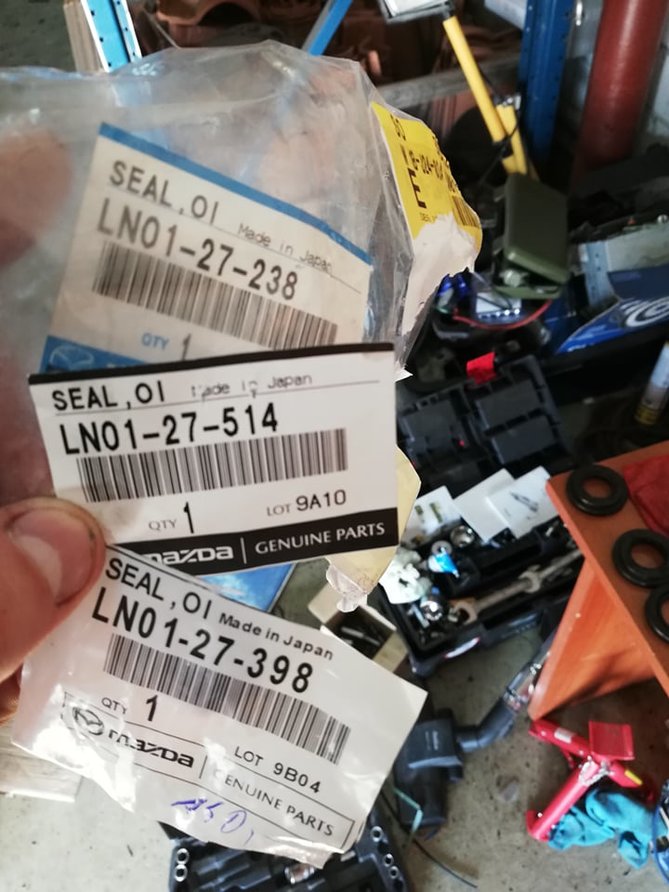 SEAL,OI
Made in Japan
LN01-27-238
QTY 1
SEAL,OI Made in Japan
LN01-27-514
QTY 1 LOT 9A10
mazda GENUINE PARTS
SEAL,OI Made in Japan
LN01-27-398
QTY 1
LOT 9B04
mazda GENUINE PARTS
E